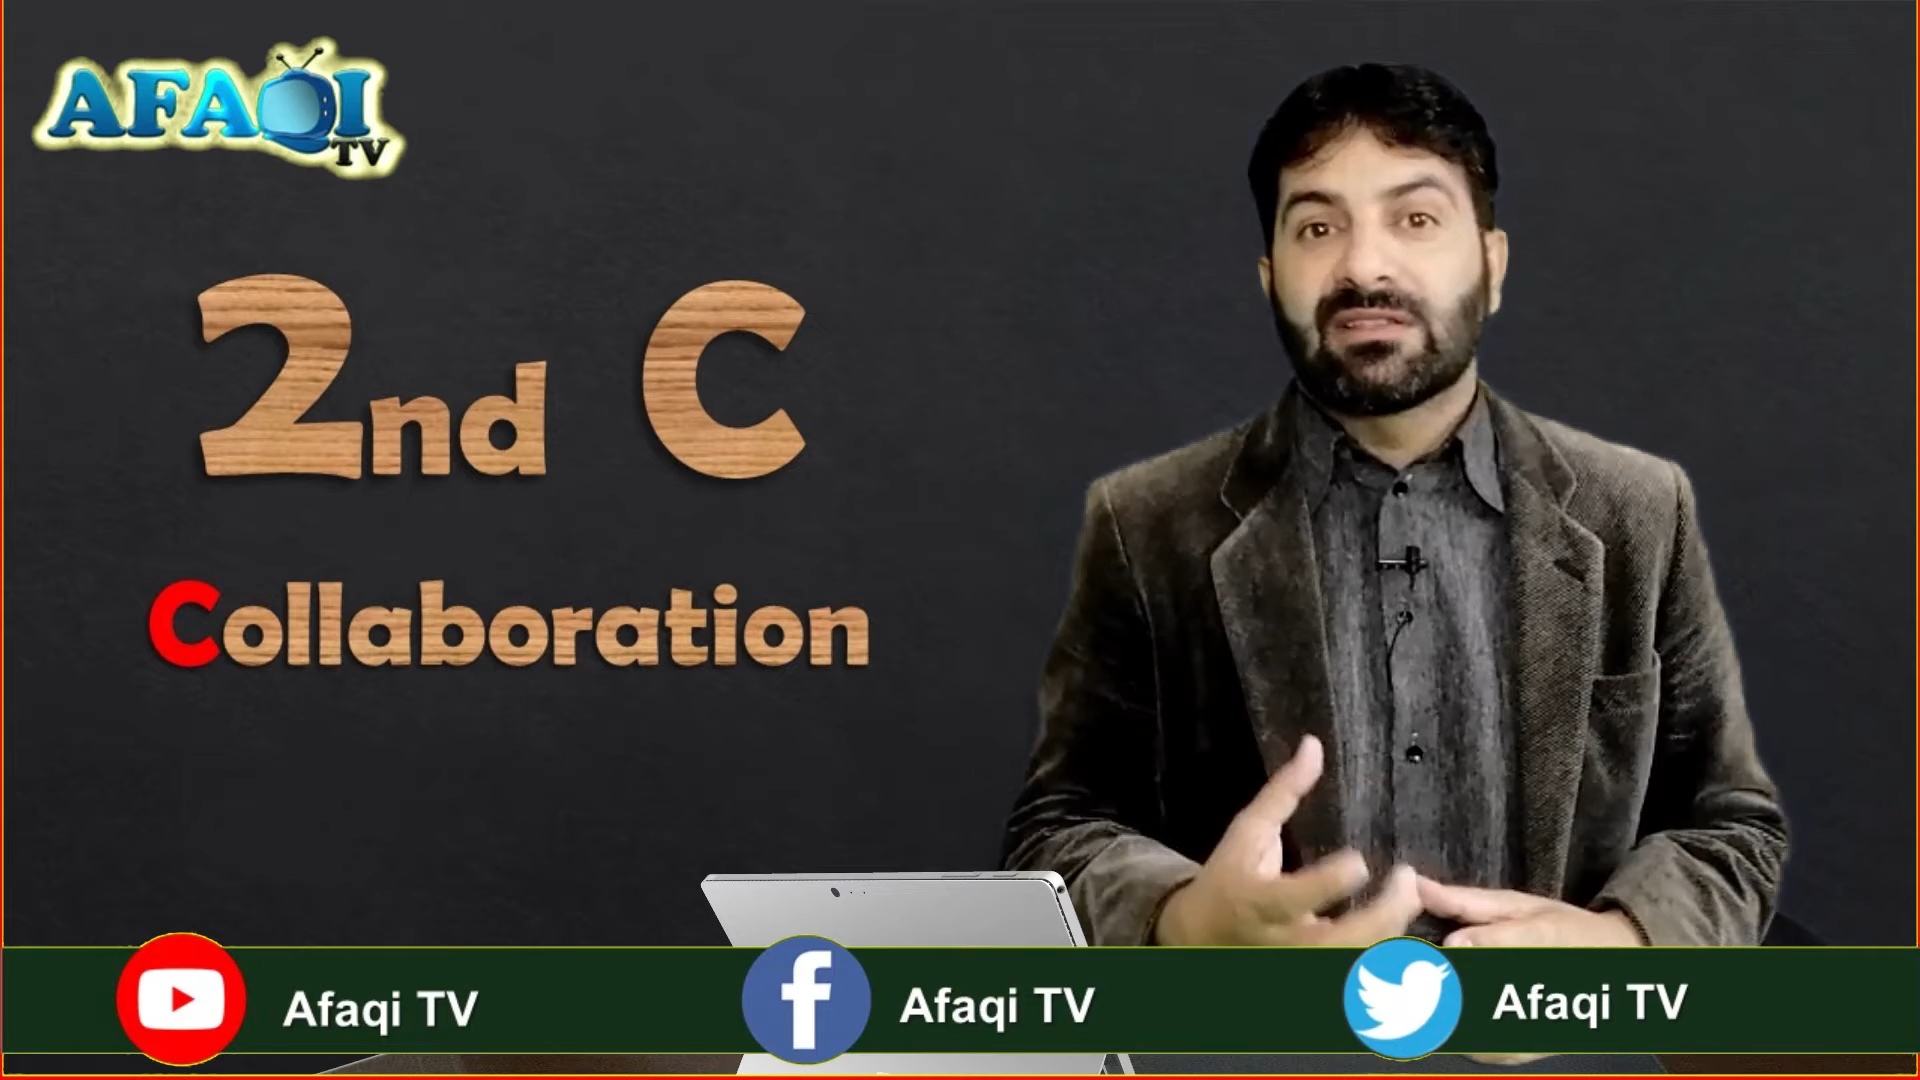 AFAQI
TV
2nd C
Collaboration
Afaqi TV
Afaqi TV
Afaqi TV